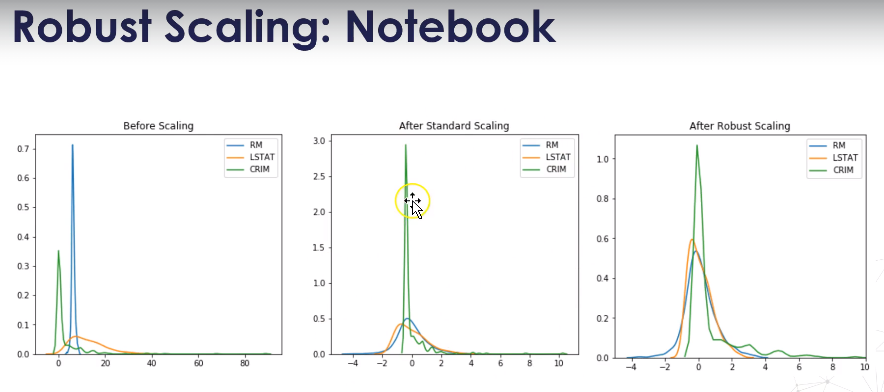 Robust Scaling: Notebook
Before Scaling
RM
LSTAT
CRIM
0.7
0.6
0.5
0.4
0.3
0.2
0.1
0.0
0 20 40 60 80
After Standard Scaling
RM
LSTAT
CRIM
3.0
2.5
2.0
1.5
1.0
0.5
0.0
−4 −2 0 2 4 6 8 10
After Robust Scaling
RM
LSTAT
CRIM
1.0
0.8
0.6
0.4
0.2
0.0
−4 −2 0 2 4 6 8 10